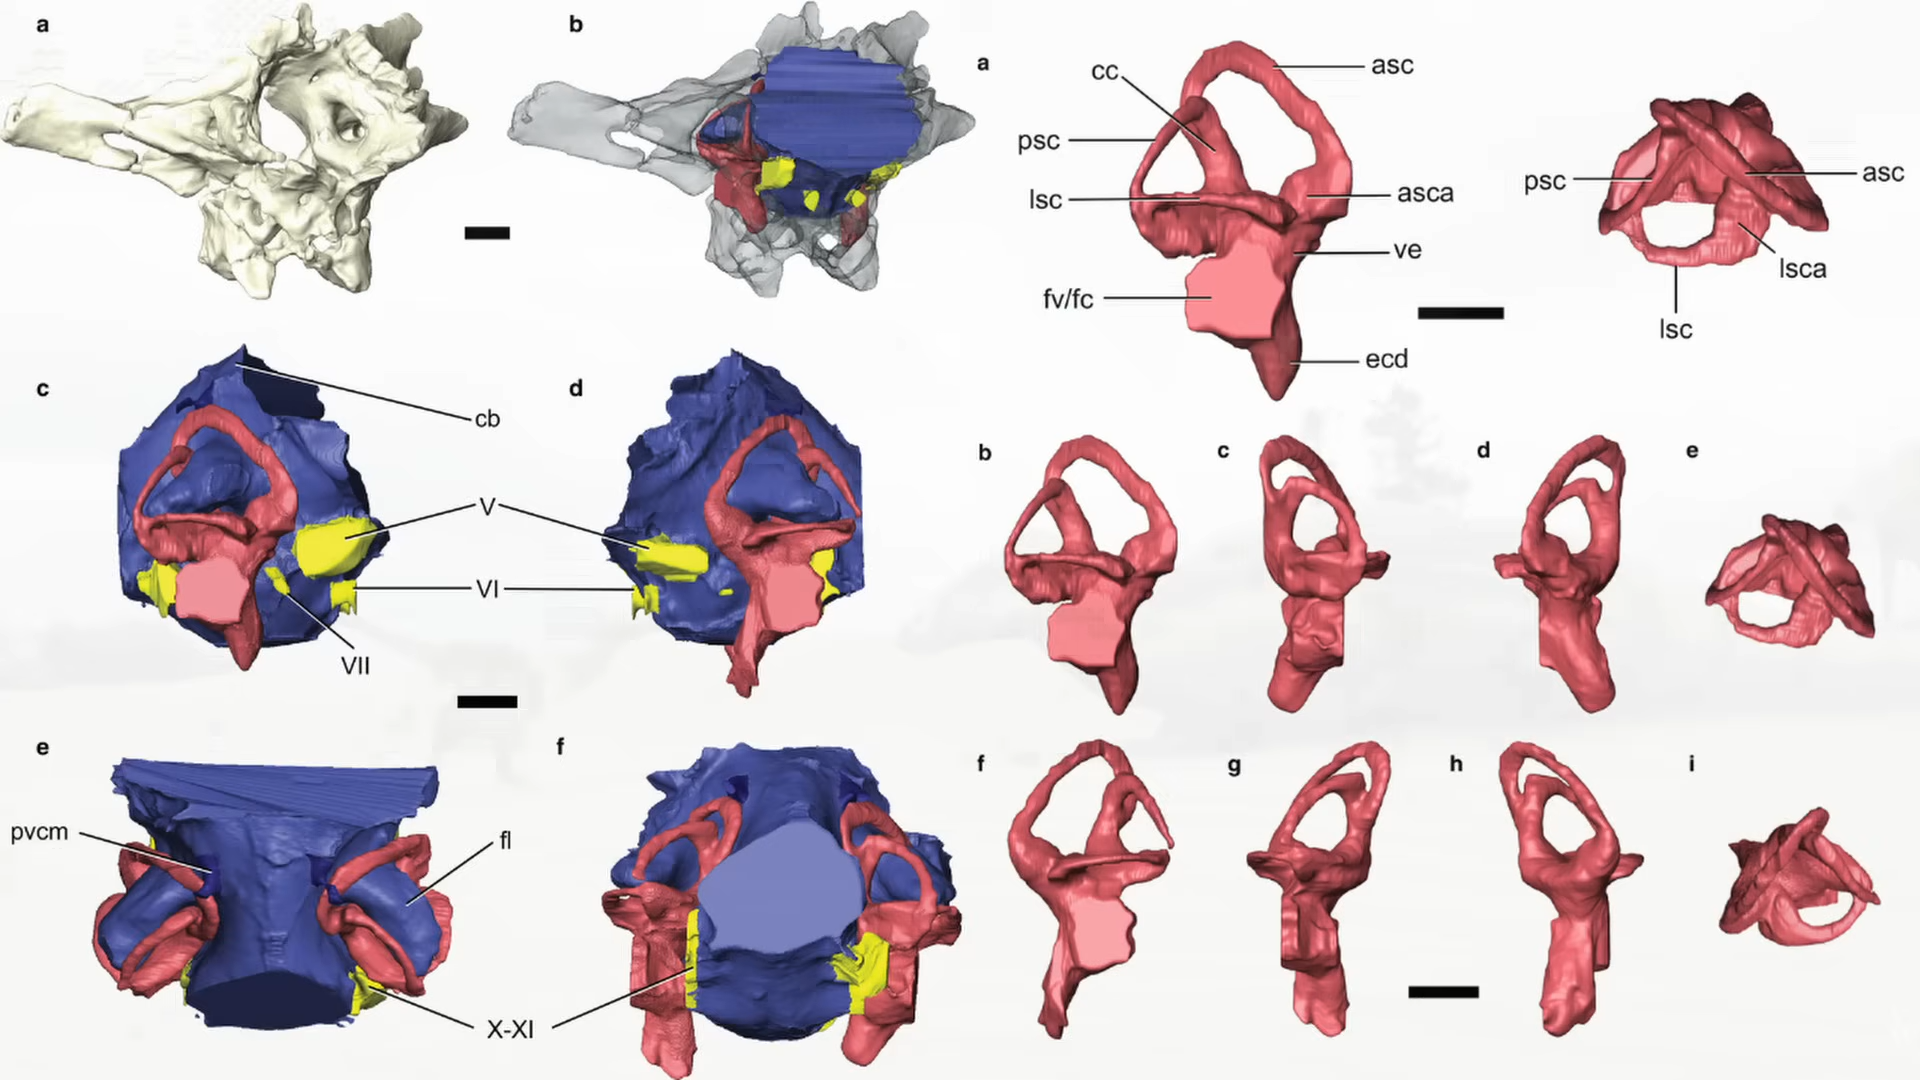 a
b
c
cb
d
V
VI
VII
e
pvcm
fl
f
X-XI
a
cc
asc
psc
lsc
asca
ve
fv/fc
ecd
psc
asc
lsca
lsc
b
c
d
e
f
g
h
i